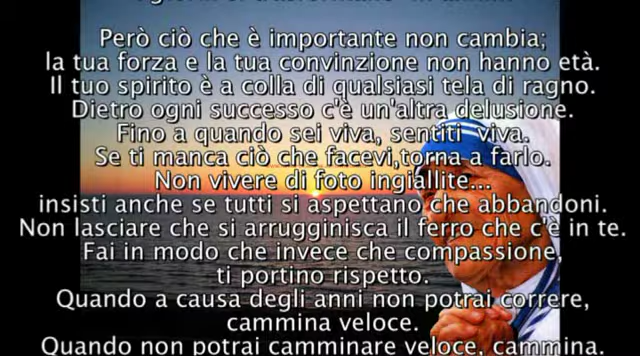 Però ciò che è importante non cambia;
la tua forza e la tua convinzione non hanno età.
Il tuo spirito è a colla di qualsiasi tela di ragno.
Dietro ogni successo c'è un'altra delusione.
Fino a quando sei viva, sentiti viva.
Se ti manca ciò che facevi,torna a farlo.
Non vivere di foto ingiallite...
insisti anche se tutti si aspettano che abbandoni.
Non lasciare che si arrugginisca il ferro che c'è in te.
Fai in modo che invece che compassione,
ti portino rispetto.
Quando a causa degli anni non potrai correre,
cammina veloce.
Quando non potrai camminare veloce, cammina.